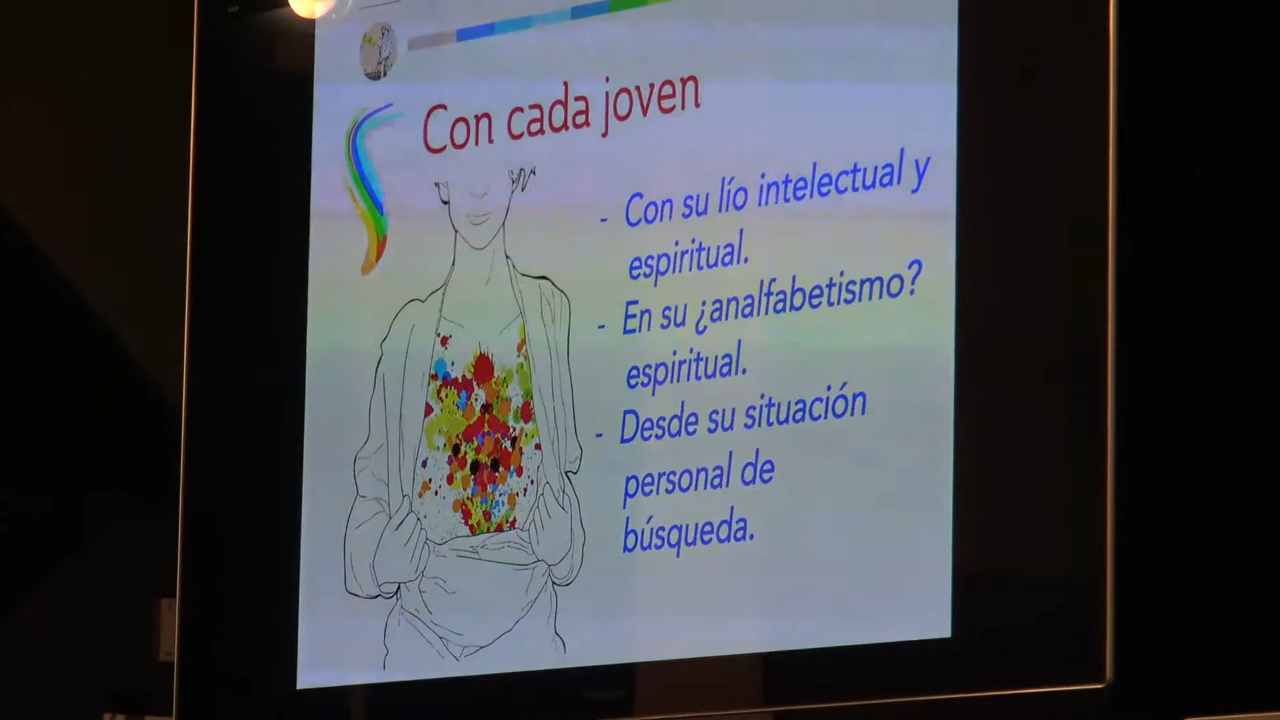 Con cada joven
- Con su lío intelectual y
espiritual.
- En su ¿analfabetismo?
espiritual.
- Desde su situación
personal de
búsqueda.